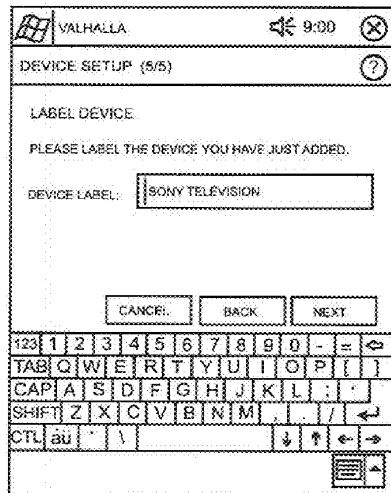 VALHALLA 9:00
DEVICE SETUP (5/5) ?
LABEL DEVICE
PLEASE LABEL THE DEVICE YOU HAVE JUST ADDED.
DEVICE LABEL: SONY TELEVISION
CANCEL BACK NEXT
123 1 2 3 4 5 6 7 8 9 0 - =
TAB Q W E R T Y U I O P [ ]
CAP A S D F G H J K L ; '
SHIFT Z X C V B N M , . /
CTL áü ` \